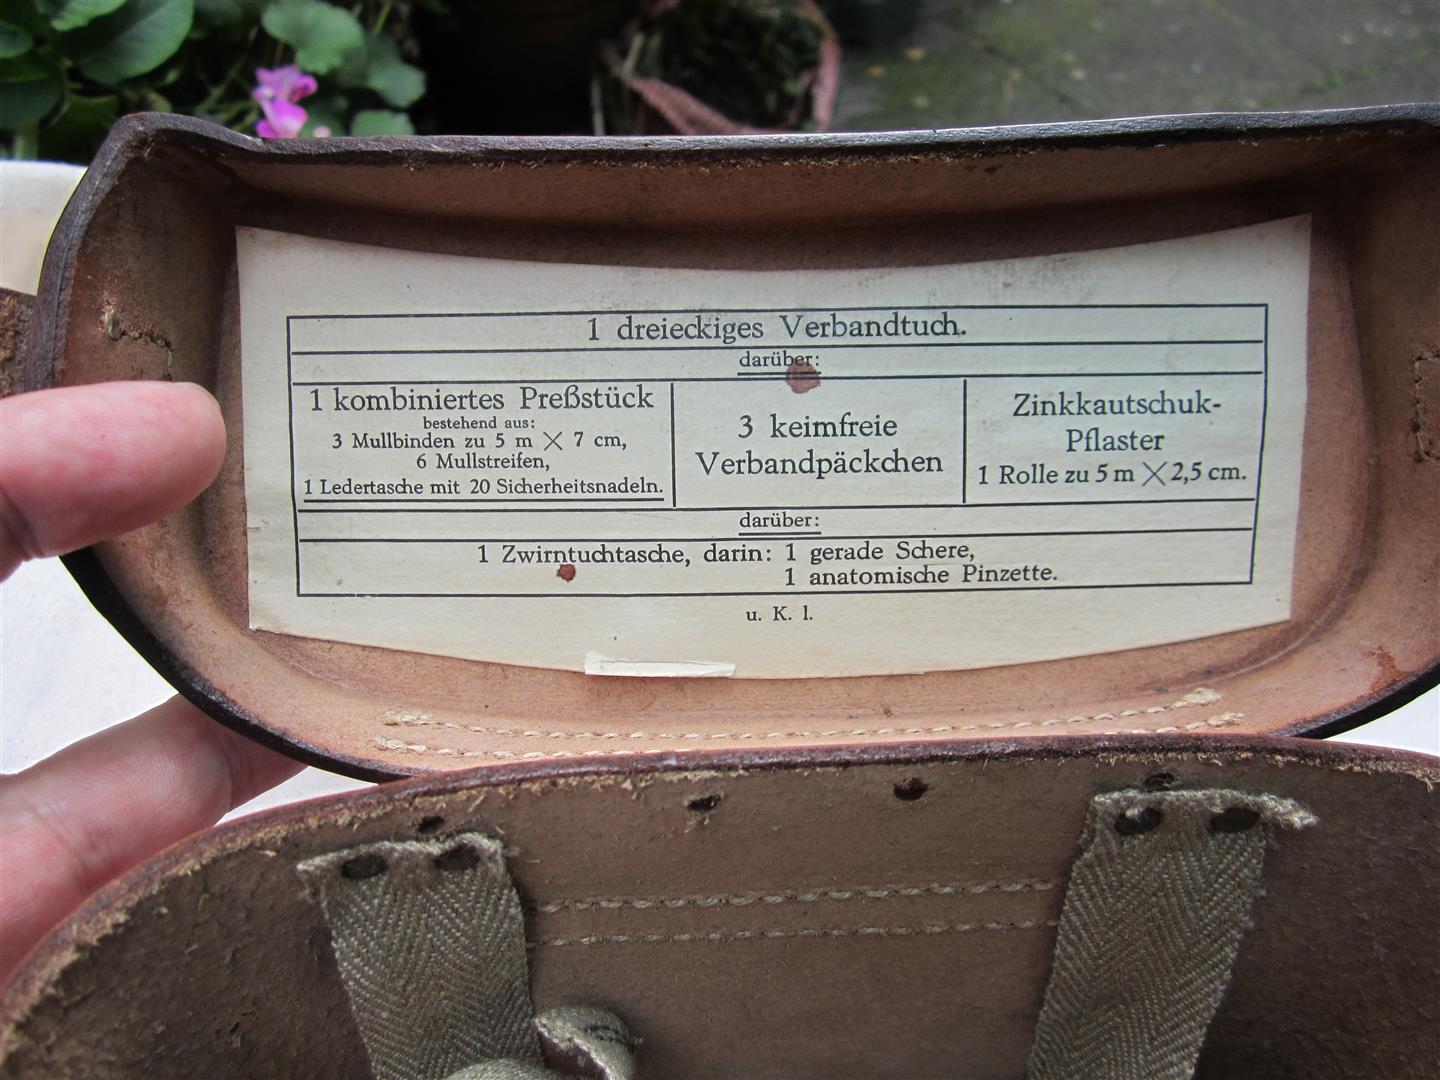 1 dreieckiges Verbandtuch.
darüber:
1 kombiniertes Preßstück
bestehend aus:
3 Mullbinden zu 5 m × 7 cm,
6 Mullstreifen,
1 Ledertasche mit 20 Sicherheitsnadeln.
3 keimfreie
Verbandpäckchen
Zinkkautschuk-
Pflaster
1 Rolle zu 5 m × 2,5 cm.
darüber:
1 Zwirntuchtasche, darin: 1 gerade Schere,
1 anatomische Pinzette.
u. K. l.